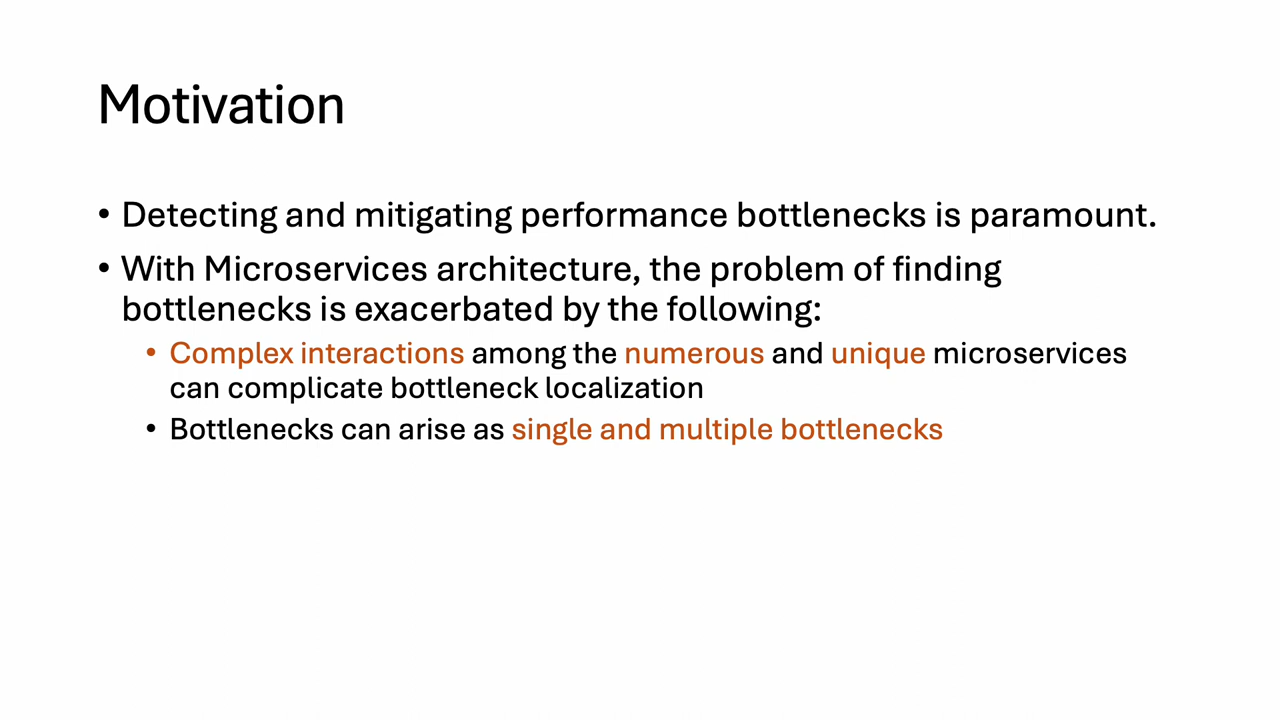 Motivation
• Detecting and mitigating performance bottlenecks is paramount.
• With Microservices architecture, the problem of finding
bottlenecks is exacerbated by the following:
• Complex interactions among the numerous and unique microservices
can complicate bottleneck localization
• Bottlenecks can arise as single and multiple bottlenecks